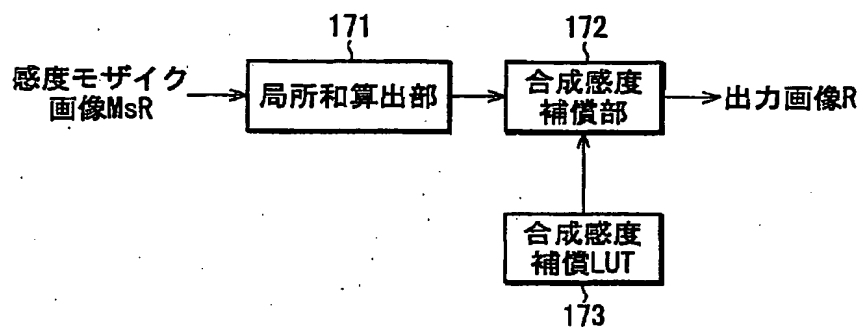 171
172
感度モザイク
画像MsR
局所和算出部
合成感度
補償部
出力画像R
合成感度
補償LUT
173